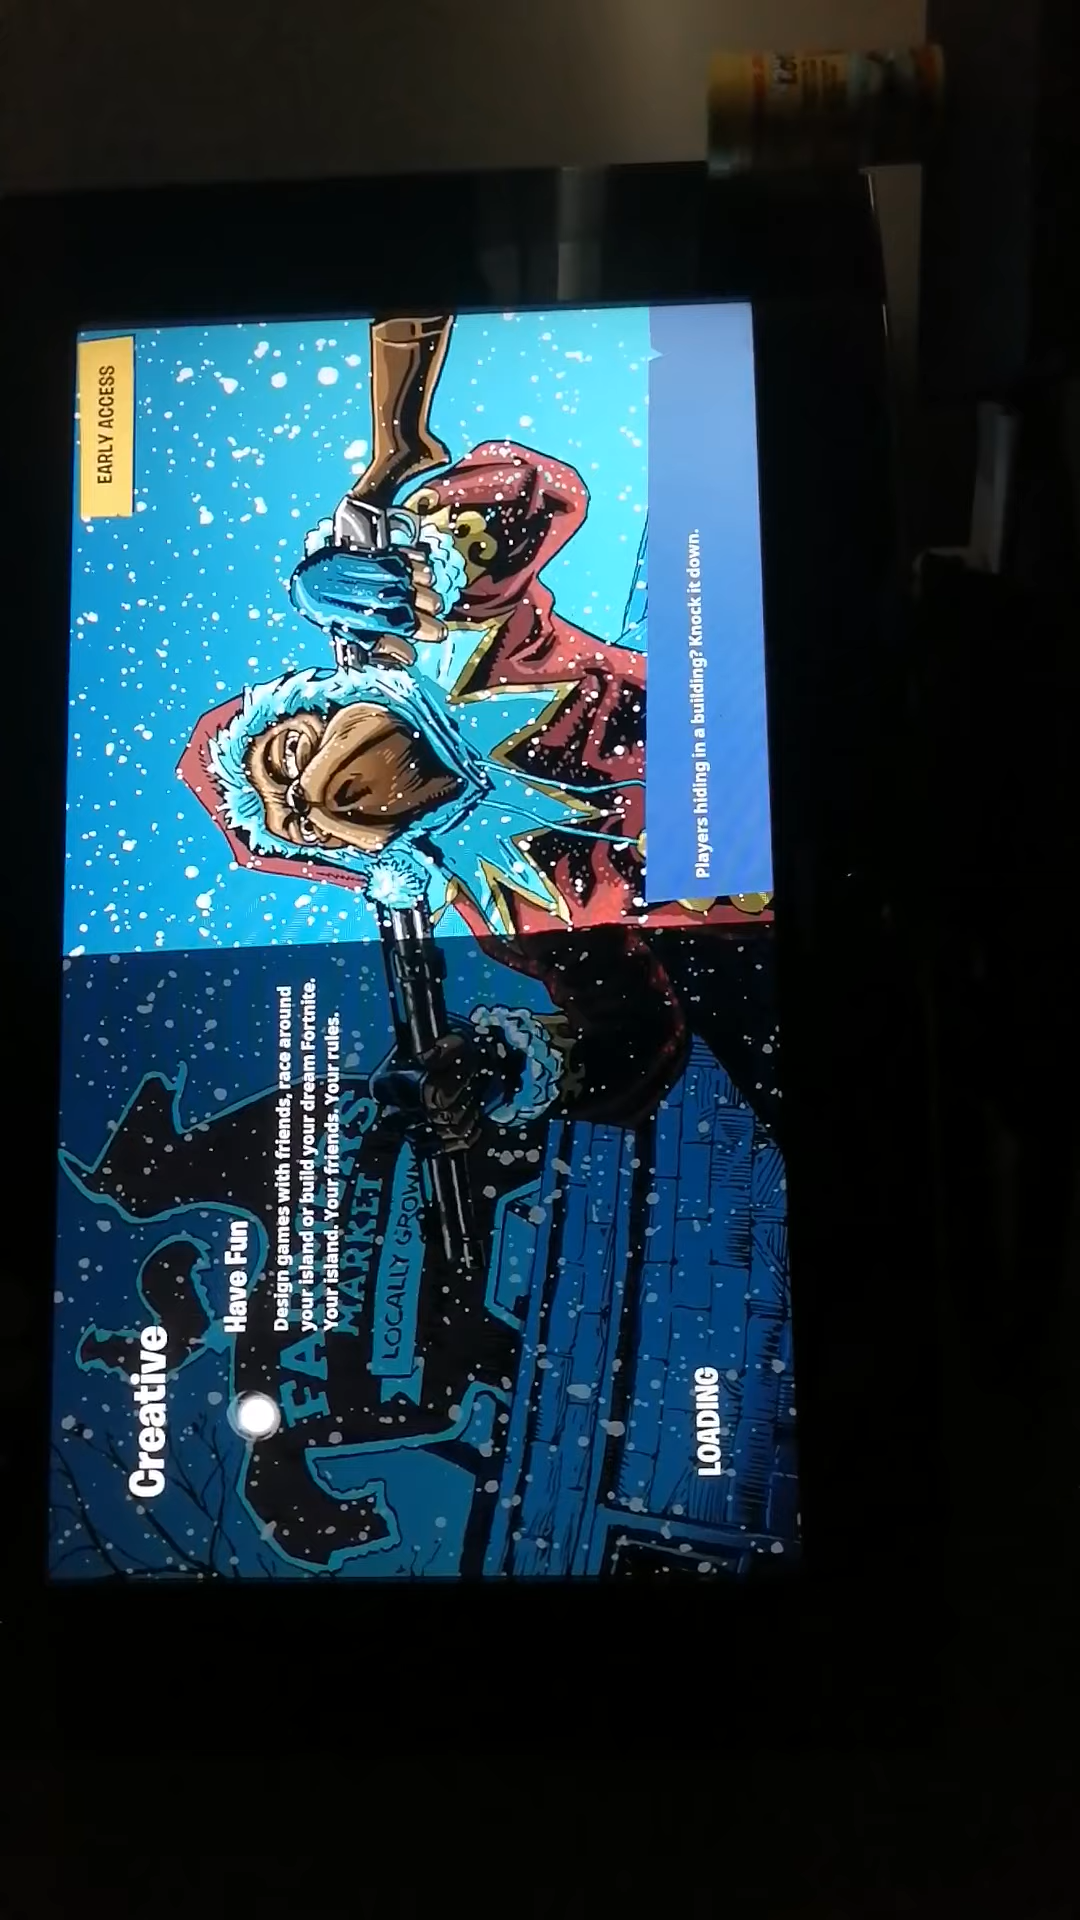 EARLY ACCESS
Creative
Have Fun
Design games with friends, race around
your island or build your dream Fortnite.
Your island. Your friends. Your rules.
MARKET
LOCALLY GROWN
LOADING
Players hiding in a building? Knock it down.